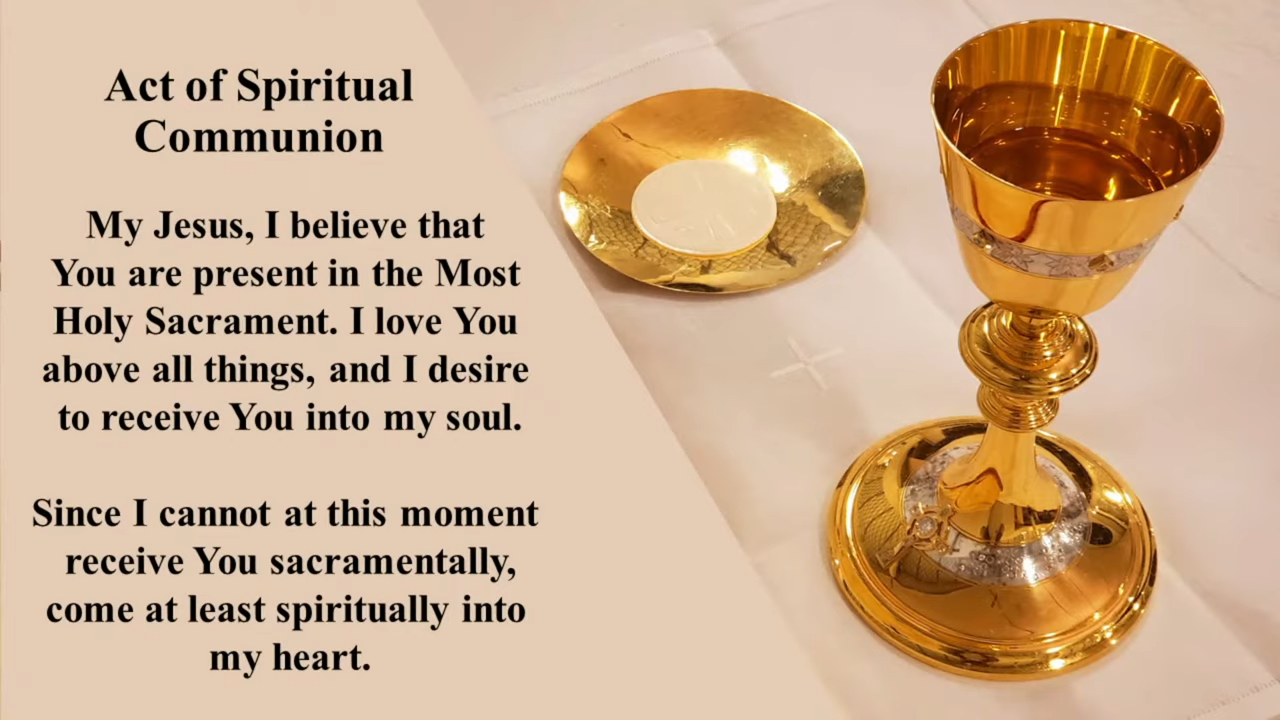 Act of Spiritual
Communion
My Jesus, I believe that
You are present in the Most
Holy Sacrament. I love You
above all things, and I desire
to receive You into my soul.
Since I cannot at this moment
receive You sacramentally,
come at least spiritually into
my heart.